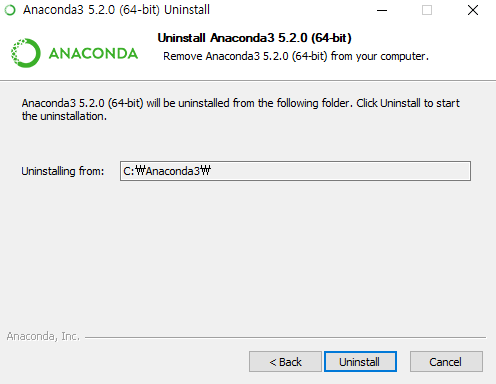 Anaconda3 5.2.0 (64-bit) Uninstall
Uninstall Anaconda3 5.2.0 (64-bit)
Remove Anaconda3 5.2.0 (64-bit) from your computer.
ANACONDA
Anaconda3 5.2.0 (64-bit) will be uninstalled from the following folder. Click Uninstall to start
the uninstallation.
Uninstalling from: C:₩Anaconda3₩
Anaconda, Inc.
< Back Uninstall Cancel